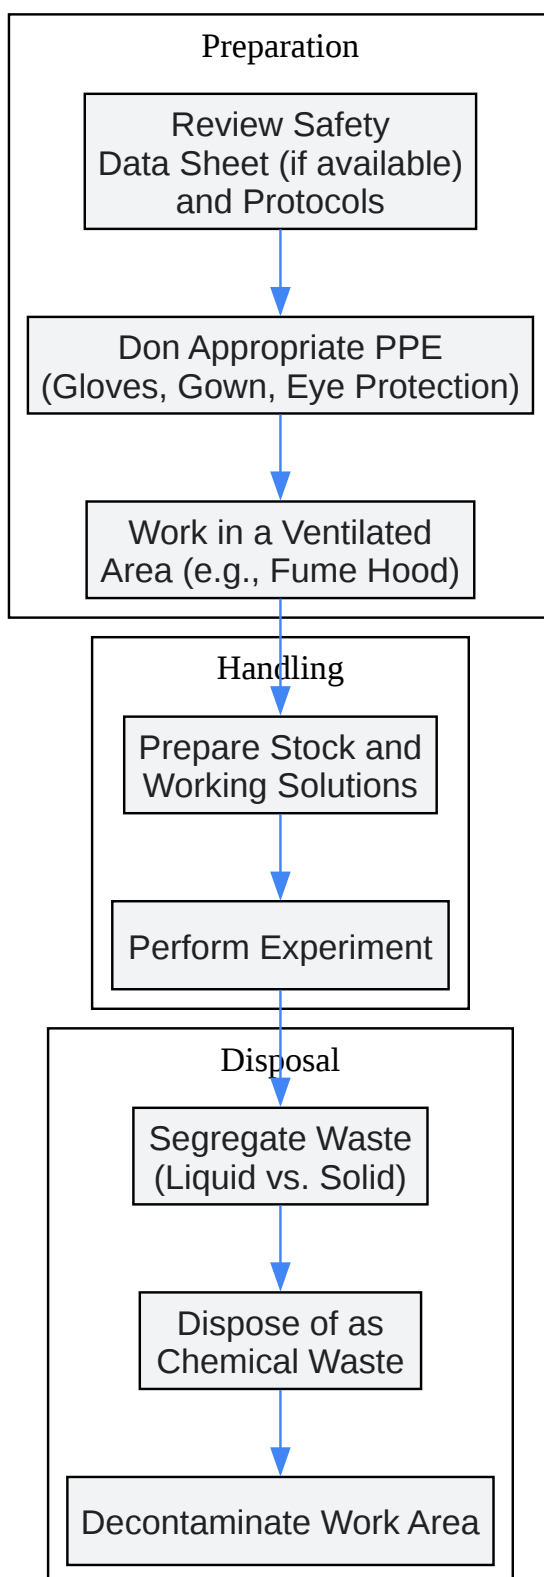 Preparation
Review Safety
Data Sheet (if available)
and Protocols
Don Appropriate PPE
(Gloves, Gown, Eye Protection)
Work in a Ventilated
Area (e.g., Fume Hood)
Handling
Prepare Stock and
Working Solutions
Perform Experiment
Disposal
Segregate Waste
(Liquid vs. Solid)
Dispose of as
Chemical Waste
Decontaminate Work Area